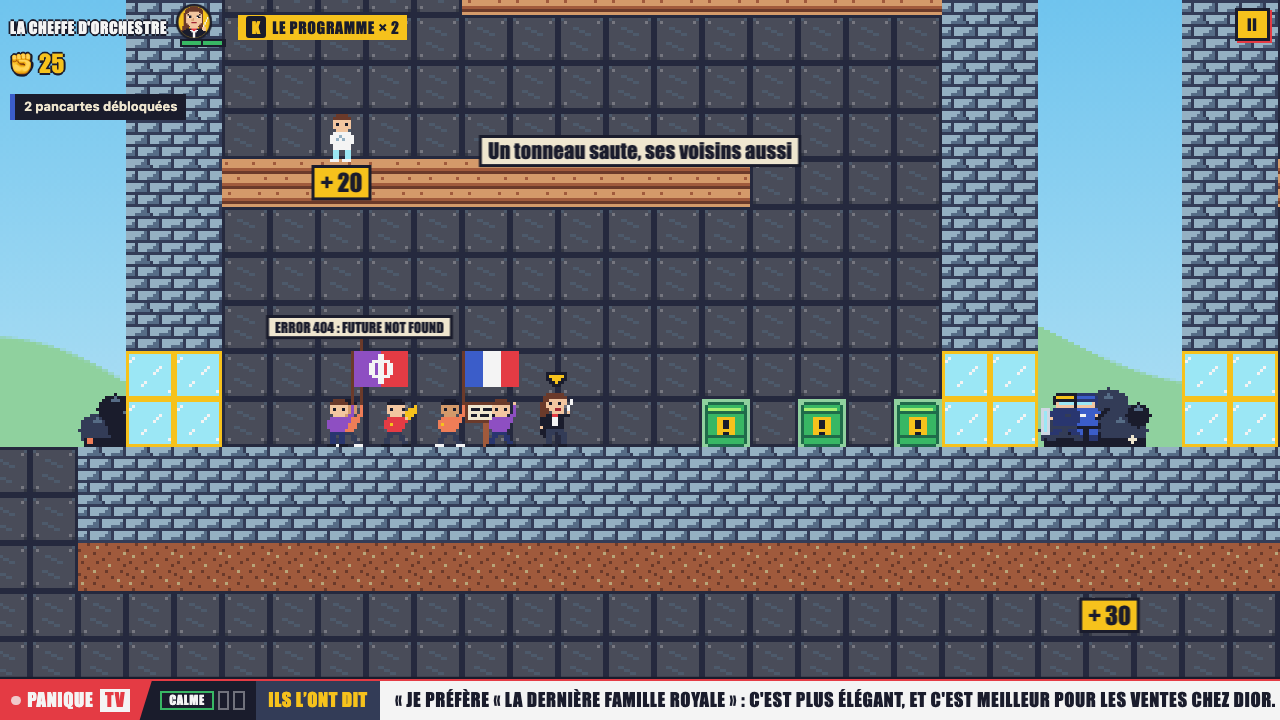 LA CHEFFE D'ORCHESTRE
K LE PROGRAMME × 2
25
2 pancartes débloquées
Un tonneau saute, ses voisins aussi
+ 20
ERROR 404 : FUTURE NOT FOUND
+ 30
PANIQUE TV
CALME
ILS L'ONT DIT
« JE PRÉFÈRE « LA DERNIÈRE FAMILLE ROYALE » : C'EST PLUS ÉLÉGANT, ET C'EST MEILLEUR POUR LES VENTES CHEZ DIOR.